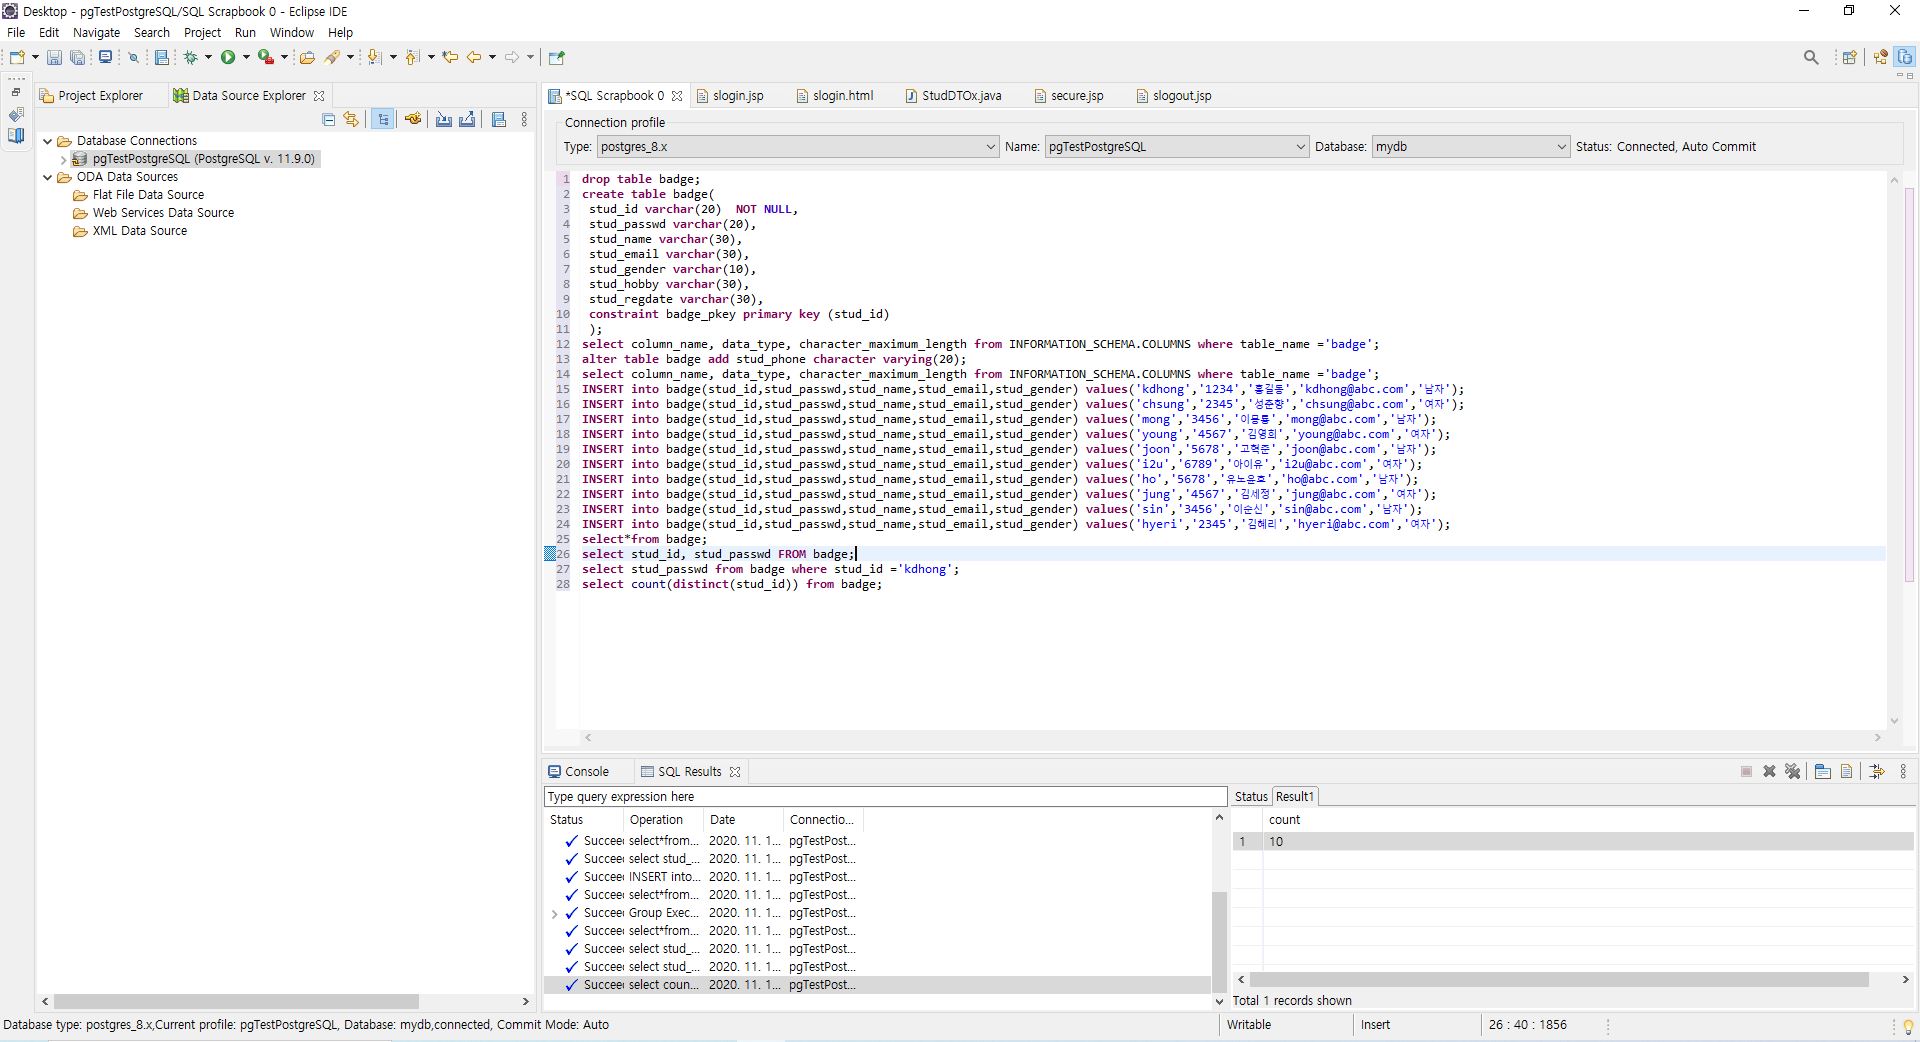 Desktop - pgTestPostgreSQL/SQL Scrapbook 0 - Eclipse IDE
File Edit Navigate Search Project Run Window Help
Project Explorer
Data Source Explorer
Database Connections
pgTestPostgreSQL (PostgreSQL v. 11.9.0)
ODA Data Sources
Flat File Data Source
Web Services Data Source
XML Data Source
*SQL Scrapbook 0 slogin.jsp slogin.html StudDTOx.java secure.jsp slogout.jsp
Connection profile
Type: postgres_8.x Name: pgTestPostgreSQL Database: mydb Status: Connected, Auto Commit
1 drop table badge;
2 create table badge(
3 stud_id varchar(20) NOT NULL,
4 stud_passwd varchar(20),
5 stud_name varchar(30),
6 stud_email varchar(30),
7 stud_gender varchar(10),
8 stud_hobby varchar(30),
9 stud_regdate varchar(30),
10 constraint badge_pkey primary key (stud_id)
11 );
12 select column_name, data_type, character_maximum_length from INFORMATION_SCHEMA.COLUMNS where table_name ='badge';
13 alter table badge add stud_phone character varying(20);
14 select column_name, data_type, character_maximum_length from INFORMATION_SCHEMA.COLUMNS where table_name ='badge';
15 INSERT into badge(stud_id,stud_passwd,stud_name,stud_email,stud_gender) values('kdhong','1234','홍길동','kdhong@abc.com','남자');
16 INSERT into badge(stud_id,stud_passwd,stud_name,stud_email,stud_gender) values('chsung','2345','성춘향','chsung@abc.com','여자');
17 INSERT into badge(stud_id,stud_passwd,stud_name,stud_email,stud_gender) values('mong','3456','이몽룡','mong@abc.com','남자');
18 INSERT into badge(stud_id,stud_passwd,stud_name,stud_email,stud_gender) values('young','4567','김영희','young@abc.com','여자');
19 INSERT into badge(stud_id,stud_passwd,stud_name,stud_email,stud_gender) values('joon','5678','고혁준','joon@abc.com','남자');
20 INSERT into badge(stud_id,stud_passwd,stud_name,stud_email,stud_gender) values('i2u','6789','아이유','i2u@abc.com','여자');
21 INSERT into badge(stud_id,stud_passwd,stud_name,stud_email,stud_gender) values('ho','5678','유노윤호','ho@abc.com','남자');
22 INSERT into badge(stud_id,stud_passwd,stud_name,stud_email,stud_gender) values('jung','4567','김세정','jung@abc.com','여자');
23 INSERT into badge(stud_id,stud_passwd,stud_name,stud_email,stud_gender) values('sin','3456','이순신','sin@abc.com','남자');
24 INSERT into badge(stud_id,stud_passwd,stud_name,stud_email,stud_gender) values('hyeri','2345','김혜리','hyeri@abc.com','여자');
25 select*from badge;
26 select stud_id, stud_passwd FROM badge;
27 select stud_passwd from badge where stud_id ='kdhong';
28 select count(distinct(stud_id)) from badge;
Console SQL Results
Type query expression here
Status Operation Date Connectio...
Succee select*from... 2020. 11. 1... pgTestPost...
Succee select stud_... 2020. 11. 1... pgTestPost...
Succee INSERT into... 2020. 11. 1... pgTestPost...
Succee select*from... 2020. 11. 1... pgTestPost...
Succee Group Exec... 2020. 11. 1... pgTestPost...
Succee select*from... 2020. 11. 1... pgTestPost...
Succee select stud_... 2020. 11. 1... pgTestPost...
Succee select stud_... 2020. 11. 1... pgTestPost...
Succee select coun... 2020. 11. 1... pgTestPost...
Status Result1
count
1 10
Total 1 records shown
Database type: postgres_8.x,Current profile: pgTestPostgreSQL, Database: mydb,connected, Commit Mode: Auto
Writable Insert 26 : 40 : 1856